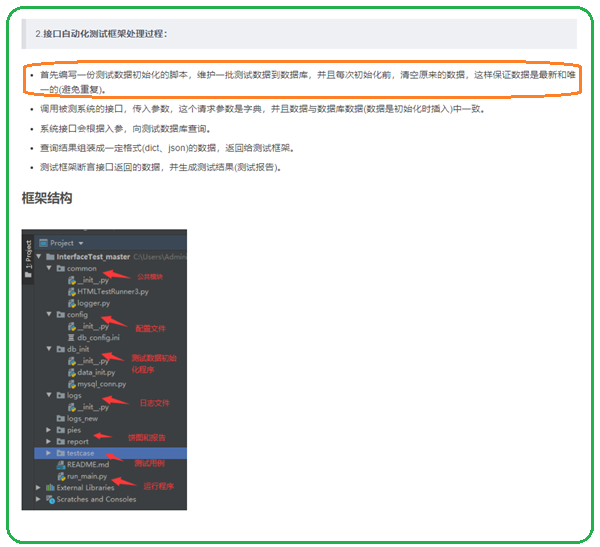 2.接口自动化测试框架处理过程:
首先编写一份测试数据初始化的脚本，维护一批测试数据到数据库，并且每次初始化前，清空原来的数据，这样保证数据是最新和唯
一的(避免重复)。
调用被测系统的接口，传入参数，这个请求参数是字典，并且数据与数据库数据(数据是初始化时插入)中一致。
系统接口会根据入参，向测试数据库查询。
查询结果组装成一定格式(dict、json)的数据，返回给测试框架。
测试框架断言接口返回的数据，并生成测试结果(测试报告)。
框架结构
1: Project
Project
InterfaceTest_master C:\Users\Admini
common
__init__.py 公共模块
HTMLTestRunner3.py
logger.py
config
__init__.py 配置文件
db_config.ini
db_init
__init__.py 测试数据初始
data_init.py 化程序
mysql_conn.py
logs
__init__.py 日志文件
logs_new
pies
report 饼图和报告
testcase
README.md 测试用例
run_main.py 运行程序
External Libraries
Scratches and Consoles